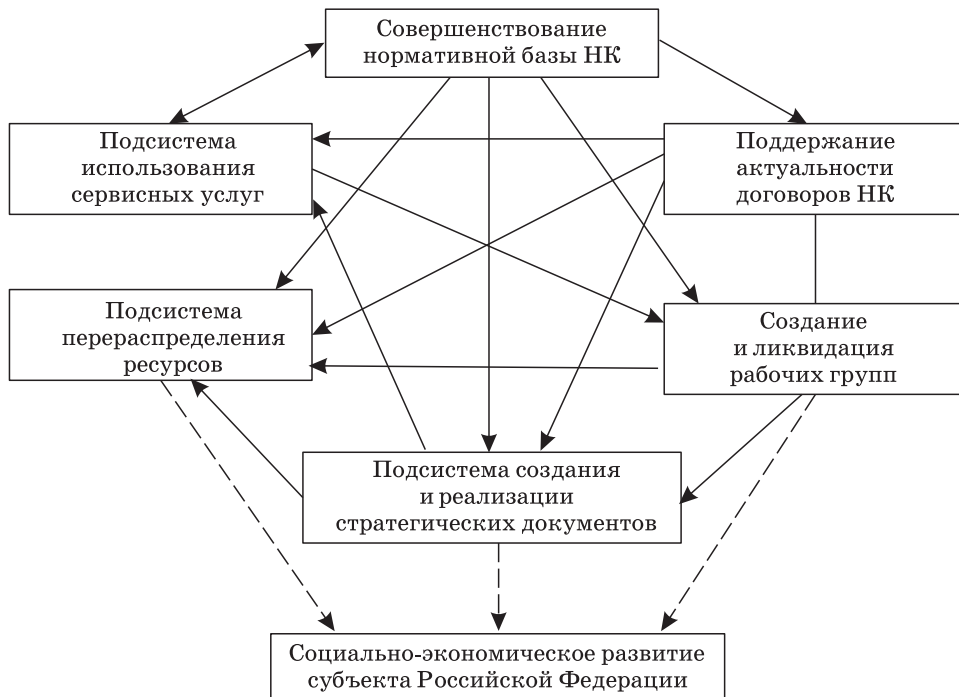 Совершенствование
нормативной базы НК
Подсистема
использования
сервисных услуг
Поддержание
актуальности
договоров НК
Подсистема
перераспределения
ресурсов
Создание
и ликвидация
рабочих групп
Подсистема создания
и реализации
стратегических документов
Социально-экономическое развитие
субъекта Российской Федерации